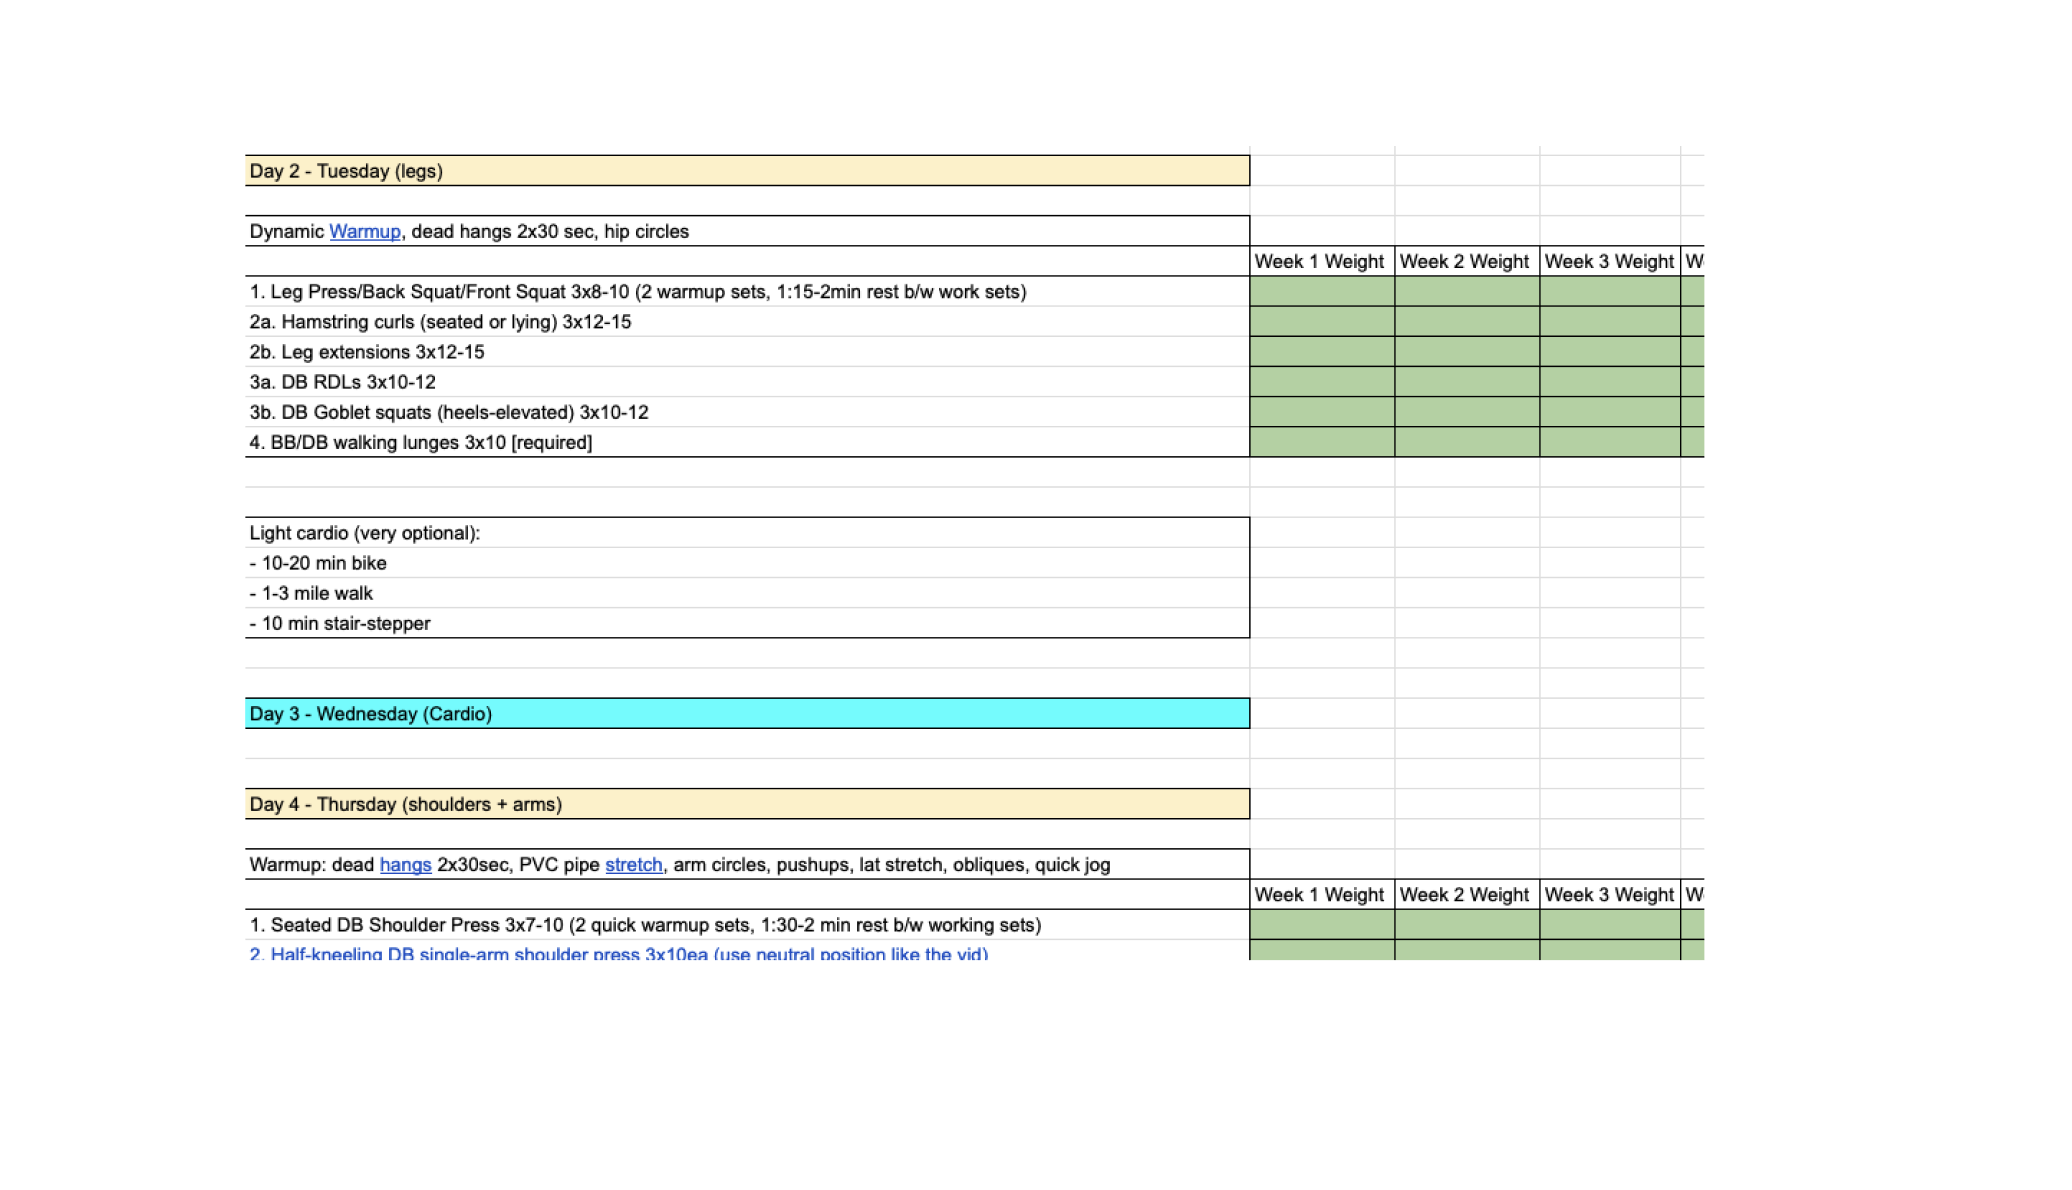 Day 2 - Tuesday (legs)
Dynamic Warmup, dead hangs 2x30 sec, hip circles
Week 1 Weight Week 2 Weight Week 3 Weight W
1. Leg Press/Back Squat/Front Squat 3x8-10 (2 warmup sets, 1:15-2min rest b/w work sets)
2a. Hamstring curls (seated or lying) 3x12-15
2b. Leg extensions 3x12-15
3a. DB RDLs 3x10-12
3b. DB Goblet squats (heels-elevated) 3x10-12
4. BB/DB walking lunges 3x10 [required]
Light cardio (very optional):
- 10-20 min bike
- 1-3 mile walk
- 10 min stair-stepper
Day 3 - Wednesday (Cardio)
Day 4 - Thursday (shoulders + arms)
Warmup: dead hangs 2x30sec, PVC pipe stretch, arm circles, pushups, lat stretch, obliques, quick jog
Week 1 Weight Week 2 Weight Week 3 Weight W
1. Seated DB Shoulder Press 3x7-10 (2 quick warmup sets, 1:30-2 min rest b/w working sets)
2. Half-kneeling DB single-arm shoulder press 3x10ea (use neutral position like the vid)